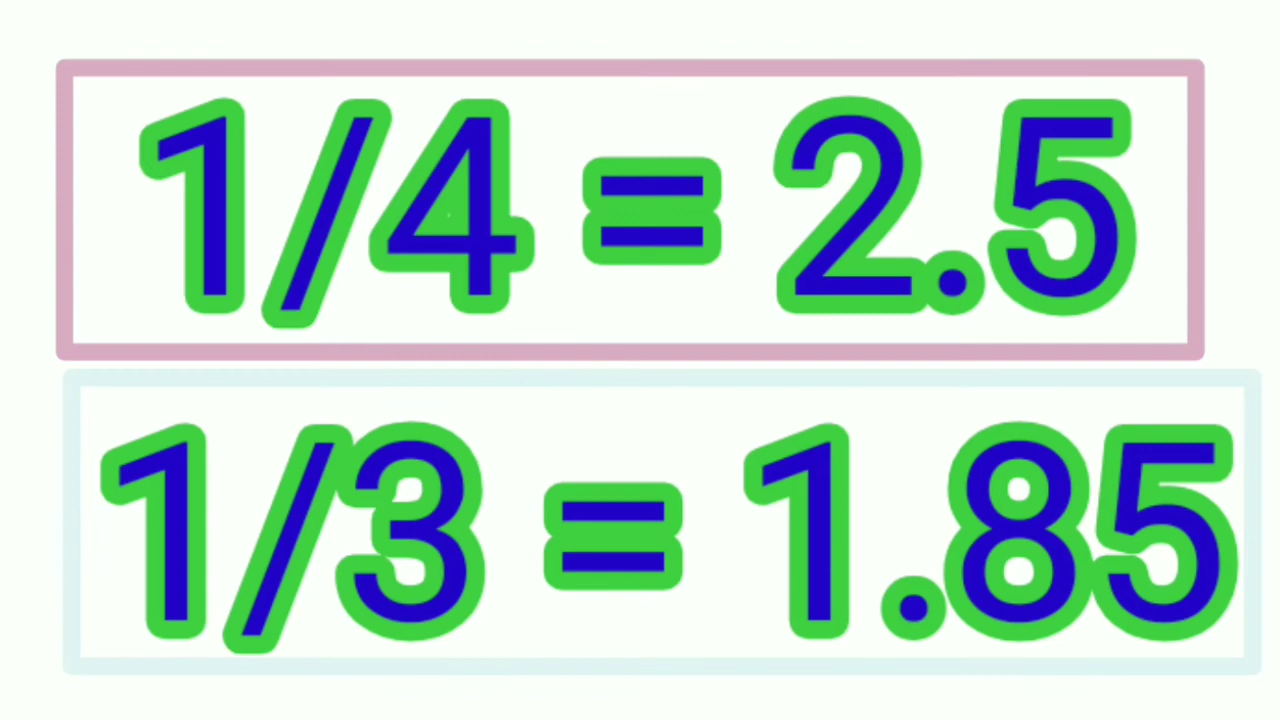 1/4 = 2.5
1/3 = 1.85